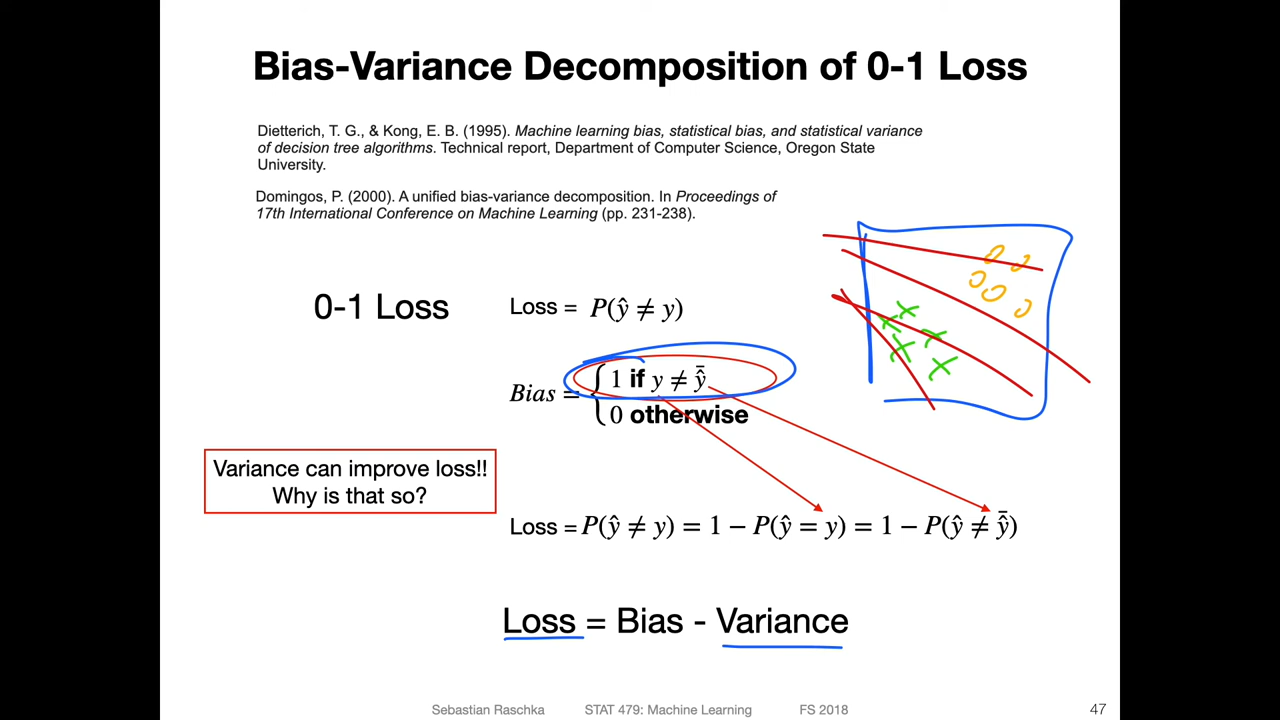 Bias-Variance Decomposition of 0-1 Loss
Dietterich, T. G., & Kong, E. B. (1995). Machine learning bias, statistical bias, and statistical variance
of decision tree algorithms. Technical report, Department of Computer Science, Oregon State
University.
Domingos, P. (2000). A unified bias-variance decomposition. In Proceedings of
17th International Conference on Machine Learning (pp. 231-238).
0-1 Loss
Loss = P(ŷ ≠ y)
Bias = { 1 if y ≠ ŷ̄
0 otherwise
Variance can improve loss!!
Why is that so?
Loss = P(ŷ ≠ y) = 1 − P(ŷ = y) = 1 − P(ŷ ≠ ŷ̄)
Loss = Bias - Variance
Sebastian Raschka STAT 479: Machine Learning FS 2018 47